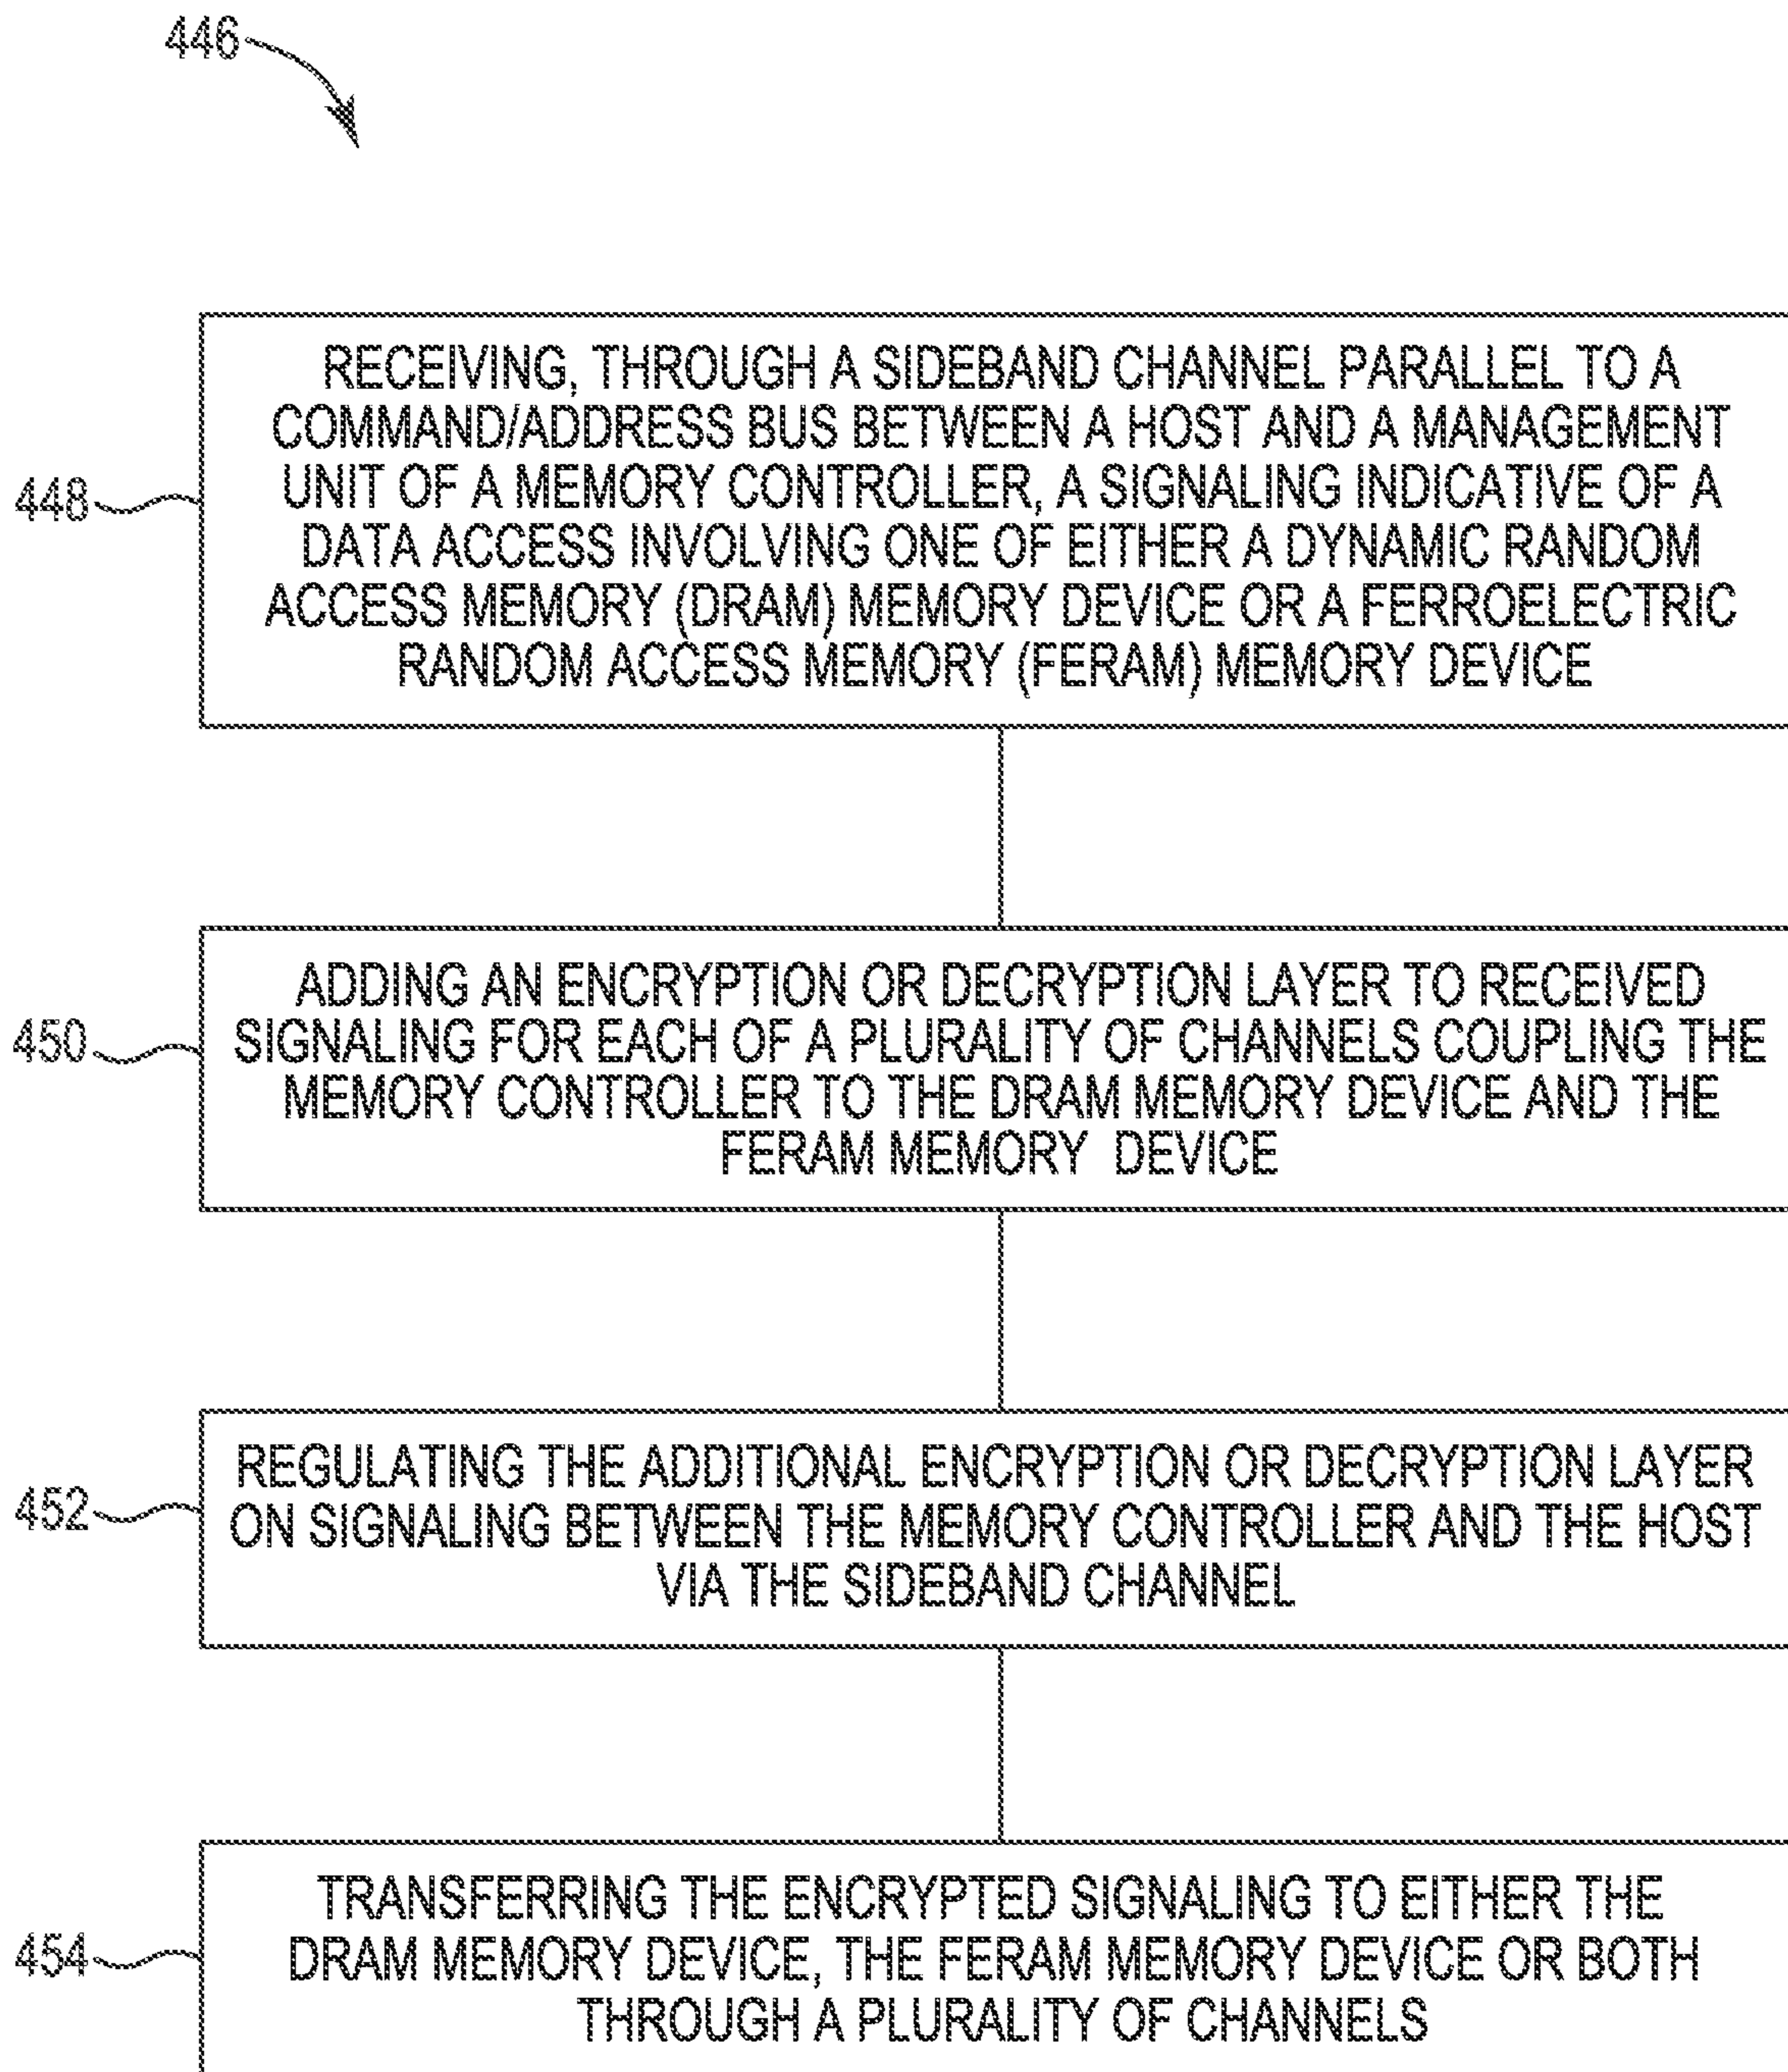 446
448
RECEIVING, THROUGH A SIDEBAND CHANNEL PARALLEL TO A
COMMAND/ADDRESS BUS BETWEEN A HOST AND A MANAGEMENT
UNIT OF A MEMORY CONTROLLER, A SIGNALING INDICATIVE OF A
DATA ACCESS INVOLVING ONE OF EITHER A DYNAMIC RANDOM
ACCESS MEMORY (DRAM) MEMORY DEVICE OR A FERROELECTRIC
RANDOM ACCESS MEMORY (FERAM) MEMORY DEVICE
450
ADDING AN ENCRYPTION OR DECRYPTION LAYER TO RECEIVED
SIGNALING FOR EACH OF A PLURALITY OF CHANNELS COUPLING THE
MEMORY CONTROLLER TO THE DRAM MEMORY DEVICE AND THE
FERAM MEMORY DEVICE
452
REGULATING THE ADDITIONAL ENCRYPTION OR DECRYPTION LAYER
ON SIGNALING BETWEEN THE MEMORY CONTROLLER AND THE HOST
VIA THE SIDEBAND CHANNEL
454
TRANSFERRING THE ENCRYPTED SIGNALING TO EITHER THE
DRAM MEMORY DEVICE, THE FERAM MEMORY DEVICE OR BOTH
THROUGH A PLURALITY OF CHANNELS